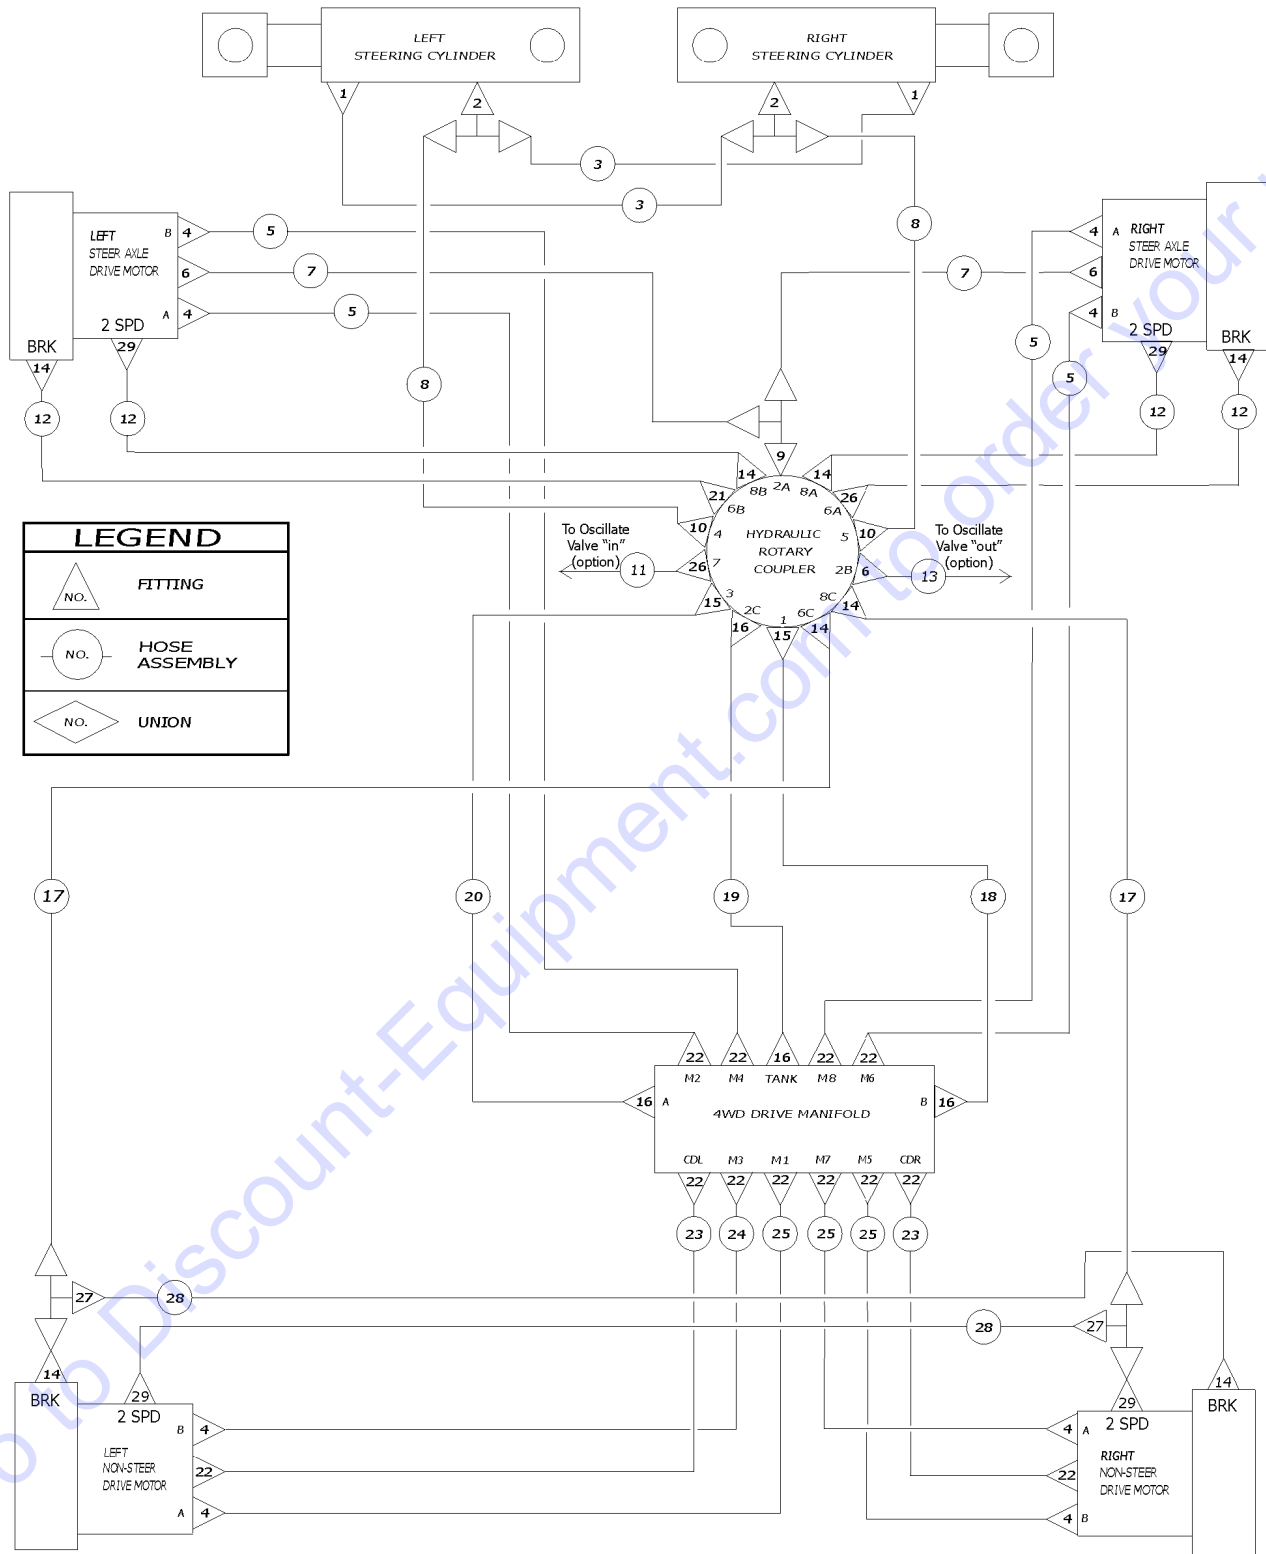 LEFT
STEERING CYLINDER
RIGHT
STEERING CYLINDER
1
2
2
1
3
3
8
8
LEFT
STEER AXLE
DRIVE MOTOR
B
A
2 SPD
BRK
4
6
4
29
14
5
7
5
12
12
RIGHT
STEER AXLE
DRIVE MOTOR
A
B
2 SPD
BRK
4
6
4
29
14
7
5
5
12
12
9
14
14
21
26
10
10
26
6
15
14
16
15
14
8B
2A
8A
6B
6A
4
5
7
2B
3
8C
2C
1
6C
HYDRAULIC
ROTARY
COUPLER
To Oscillate
Valve "in"
(option)
11
To Oscillate
Valve "out"
(option)
13
LEGEND
NO.
FITTING
NO.
HOSE
ASSEMBLY
NO.
UNION
17
20
19
18
17
22
22
16
22
22
M2
M4
TANK
M8
M6
16
A
4WD DRIVE MANIFOLD
B
16
CDL
M3
M1
M7
M5
CDR
22
22
22
22
22
22
23
24
25
25
25
23
27
28
28
27
14
BRK
29
2 SPD
LEFT
NON-STEER
DRIVE MOTOR
B
A
4
22
4
29
2 SPD
14
BRK
RIGHT
NON-STEER
DRIVE MOTOR
A
B
4
22
4
to Discount-Equipment.com to order your